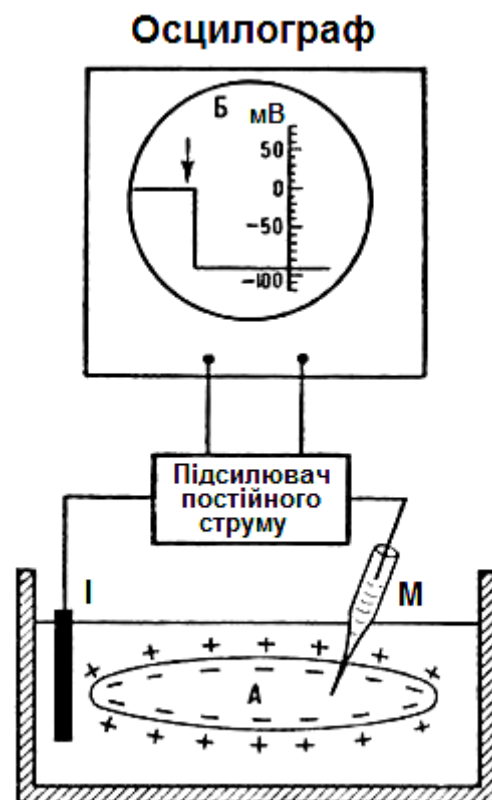 Осцилограф
Б мВ
50
0
-50
-100
Підсилювач
постійного
струму
І
М
А